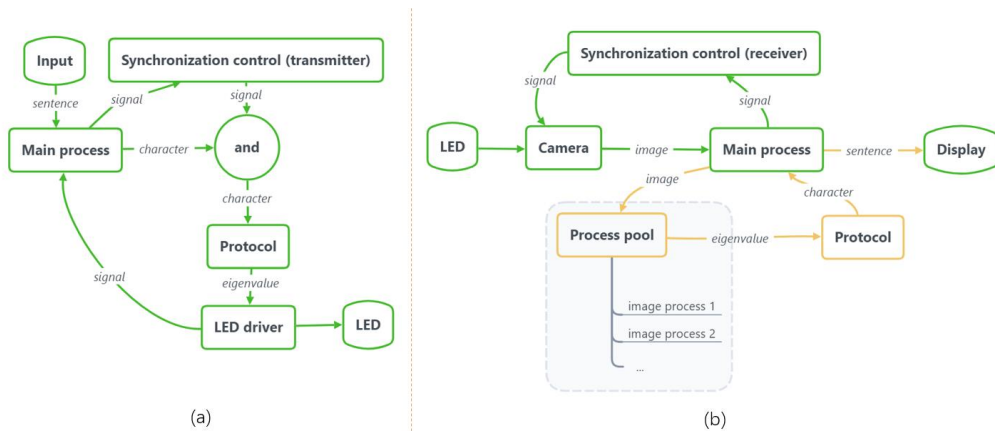 Input
Synchronization control (transmitter)
sentence
signal
signal
Main process
character
and
character
Protocol
signal
eigenvalue
LED driver
LED
(a)
Synchronization control (receiver)
signal
signal
LED
Camera
image
Main process
sentence
Display
image
character
Process pool
eigenvalue
Protocol
image process 1
image process 2
...
(b)